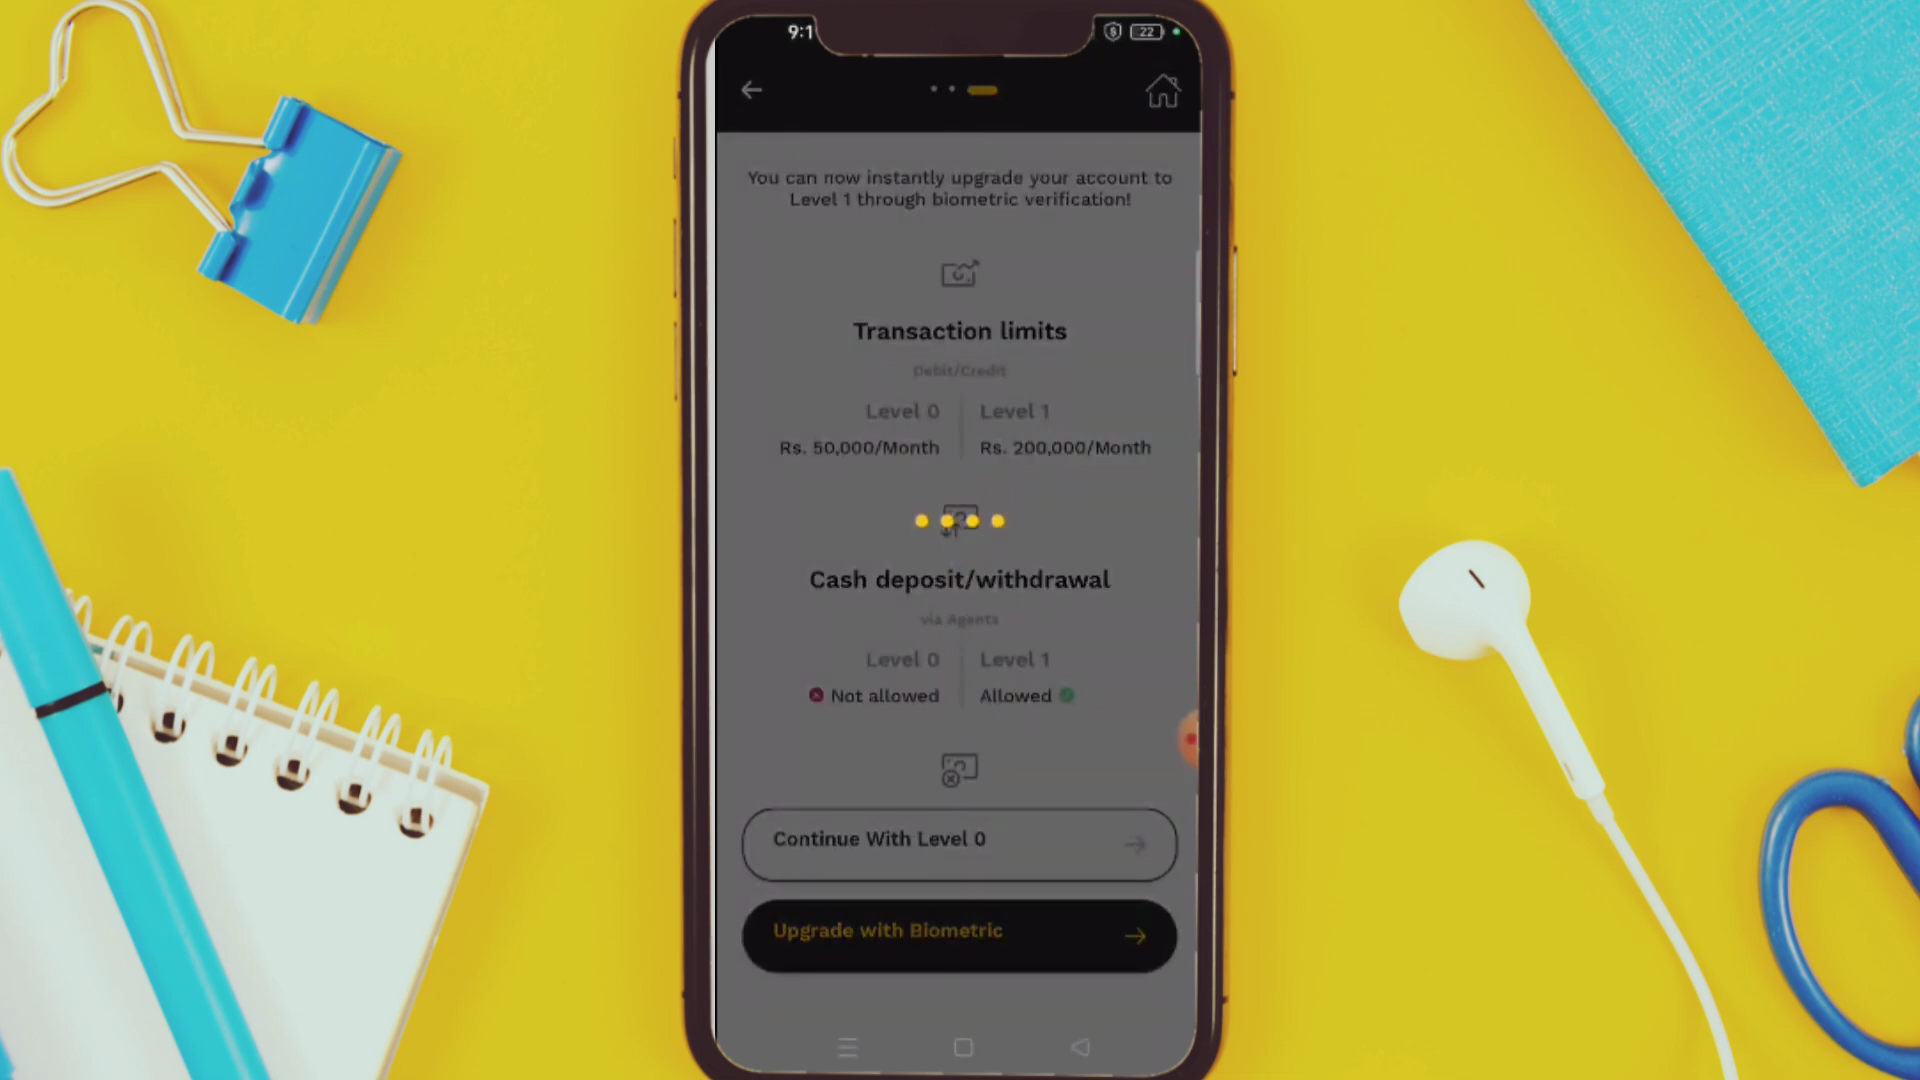 9:1
22
You can now instantly upgrade your account to
Level 1 through biometric verification!
Transaction limits
Debit/Credit
Level 0
Level 1
Rs. 50,000/Month
Rs. 200,000/Month
Cash deposit/withdrawal
via Agents
Level 0
Level 1
Not allowed
Allowed
Continue With Level 0
Upgrade with Biometric